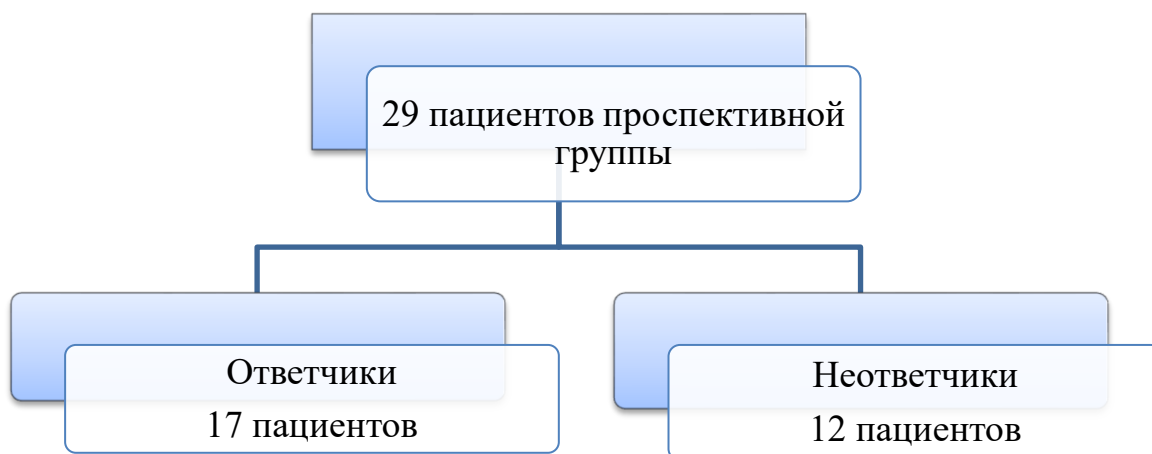 29 пациентов проспективной
группы
Ответчики
17 пациентов
Неответчики
12 пациентов